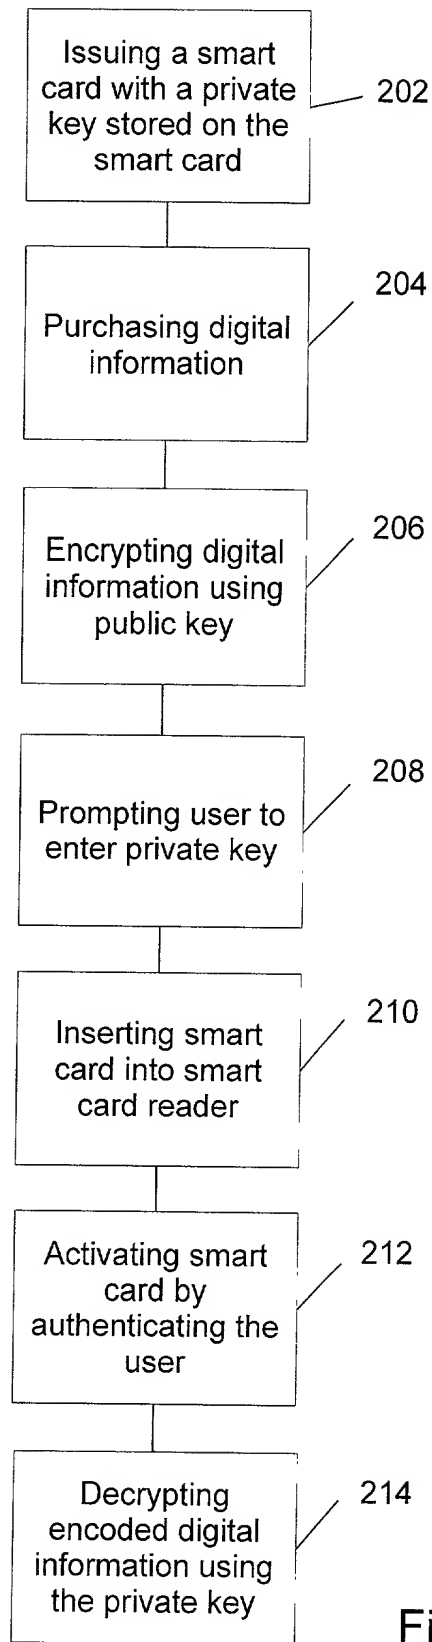 Issuing a smart
card with a private
key stored on the
smart card
202
Purchasing digital
information
204
Encrypting digital
information using
public key
206
Prompting user to
enter private key
208
Inserting smart
card into smart
card reader
210
Activating smart
card by
authenticating the
user
212
Decrypting
encoded digital
information using
the private key
214
Fi